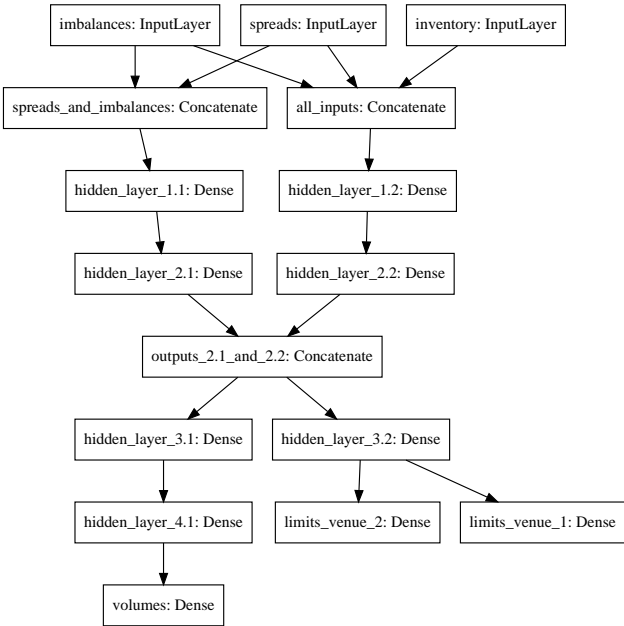 imbalances: InputLayer
spreads: InputLayer
inventory: InputLayer
spreads_and_imbalances: Concatenate
all_inputs: Concatenate
hidden_layer_1.1: Dense
hidden_layer_1.2: Dense
hidden_layer_2.1: Dense
hidden_layer_2.2: Dense
outputs_2.1_and_2.2: Concatenate
hidden_layer_3.1: Dense
hidden_layer_3.2: Dense
hidden_layer_4.1: Dense
limits_venue_2: Dense
limits_venue_1: Dense
volumes: Dense